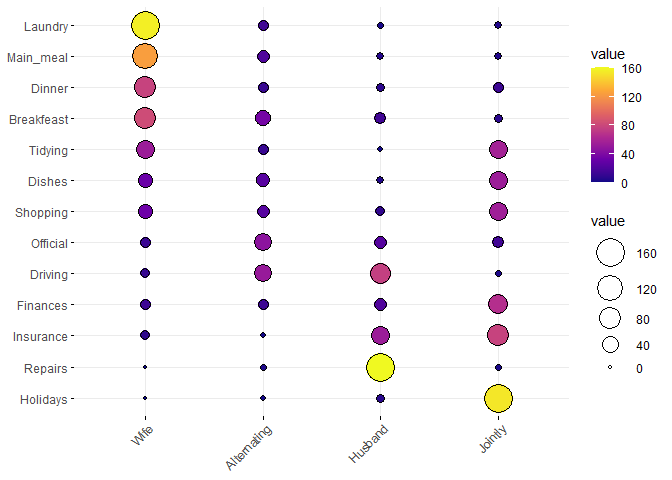 Laundry
Main_meal
Dinner
Breakfeast
Tidying
Dishes
Shopping
Official
Driving
Finances
Insurance
Repairs
Holidays
Wife
Alternating
Husband
Jointly
value
160
120
80
40
0
value
160
120
80
40
0